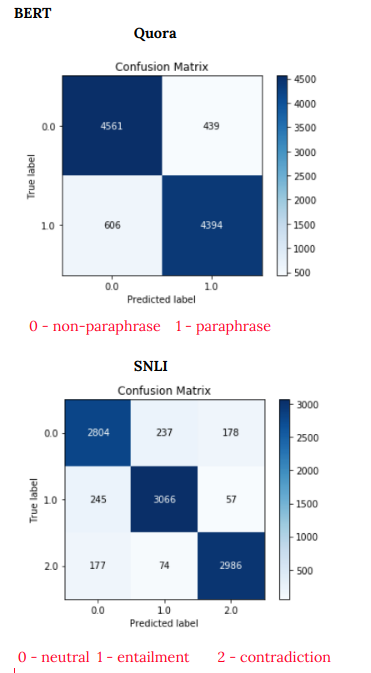 BERT
Quora
Confusion Matrix
0.0 4561 439
1.0 606 4394
True label
0.0 1.0
Predicted label
4500
4000
3500
3000
2500
2000
1500
1000
500
0 - non-paraphrase 1 - paraphrase
SNLI
Confusion Matrix
0.0 2804 237 178
1.0 245 3066 57
2.0 177 74 2986
True label
0.0 1.0 2.0
Predicted label
3000
2500
2000
1500
1000
500
0 - neutral 1 - entailment 2 - contradiction